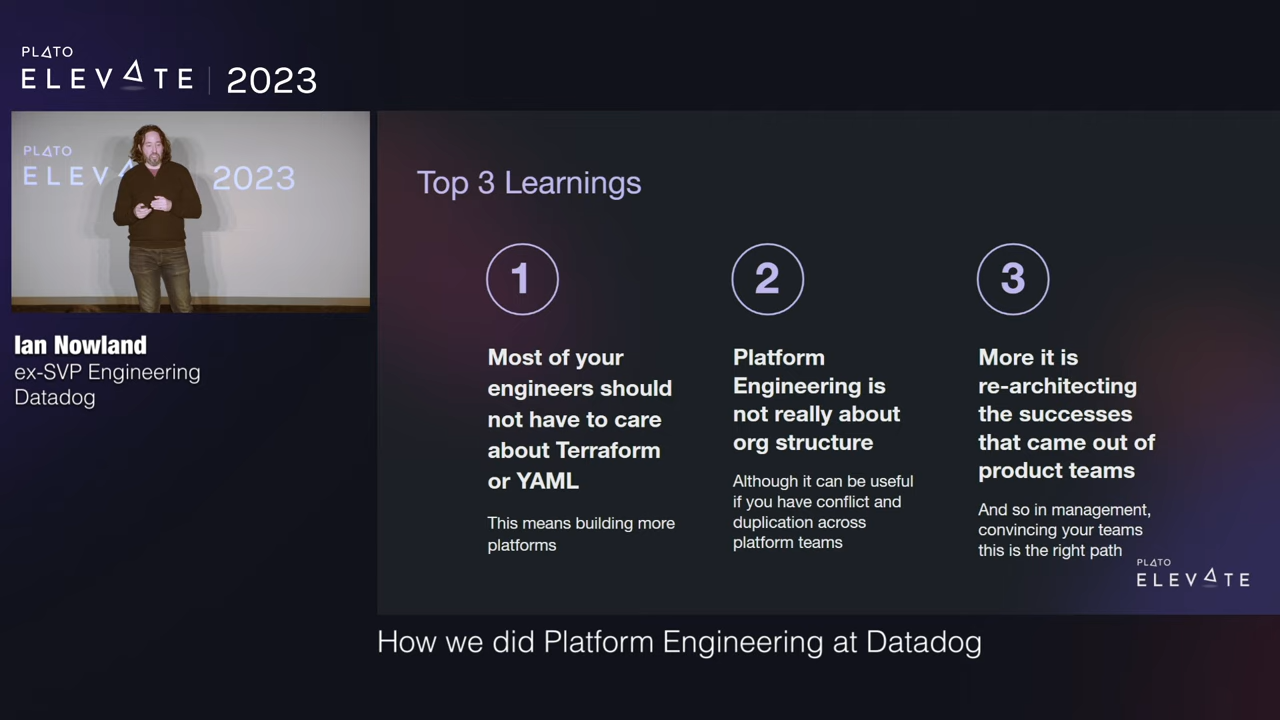 PLATO
ELEVATE | 2023
PLATO
ELEVATE 2023
Ian Nowland
ex-SVP Engineering
Datadog
Top 3 Learnings
1
Most of your
engineers should
not have to care
about Terraform
or YAML
This means building more
platforms
2
Platform
Engineering is
not really about
org structure
Although it can be useful
if you have conflict and
duplication across
platform teams
3
More it is
re-architecting
the successes
that came out of
product teams
And so in management,
convincing your teams
this is the right path
PLATO
ELEVATE
How we did Platform Engineering at Datadog